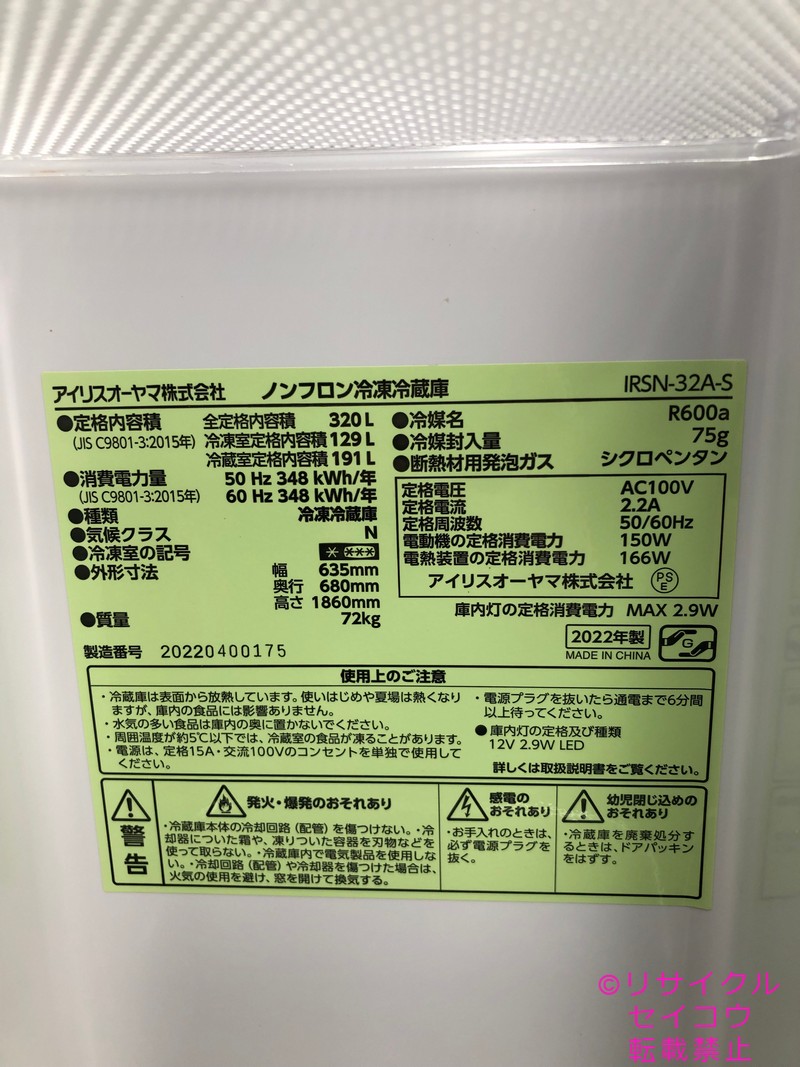 アイリスオーヤマ株式会社 ノンフロン冷凍冷蔵庫 IRSN-32A-S
●定格内容積 全定格内容積 320 L
(JIS C9801-3:2015年) 冷凍室定格内容積 129 L
冷蔵室定格内容積 191 L
●消費電力量 50 Hz 348 kWh/年
(JIS C9801-3:2015年) 60 Hz 348 kWh/年
●種類 冷凍冷蔵庫
●気候クラス N
●冷凍室の記号
●外形寸法 幅 635mm
奥行 680mm
高さ 1860mm
●質量 72kg
製造番号 20220400175
●冷媒名 R600a
●冷媒封入量 75g
●断熱材用発泡ガス シクロペンタン
定格電圧 AC100V
定格電流 2.2A
定格周波数 50/60Hz
電動機の定格消費電力 150W
電熱装置の定格消費電力 166W
アイリスオーヤマ株式会社 PSE
庫内灯の定格消費電力 MAX 2.9W
2022年製
MADE IN CHINA
G
使用上のご注意
・冷蔵庫は表面から放熱しています。使いはじめや夏場は熱くなり
ますが、庫内の食品には影響ありません。
・水気の多い食品は庫内の奥に置かないでください。
・周囲温度が約5℃以下では、冷蔵室の食品が凍ることがあります。
・電源は、定格15A・交流100Vのコンセントを単独で使用して
ください。
・電源プラグを抜いたら通電まで6分間
以上待ってください。
●庫内灯の定格及び種類
12V 2.9W LED
詳しくは取扱説明書をご覧ください。
警告
発火・爆発のおそれあり
・冷蔵庫本体の冷却回路（配管）を傷つけない。・冷
却器についた霜や、凍りついた容器を刃物などを
使って取らない。・冷蔵庫内で電気製品を使用しな
い。・冷却回路（配管）や冷却器を傷つけた場合は、
火気の使用を避け、窓を開けて換気する。
感電の
おそれあり
・お手入れのときは、
必ず電源プラグを
抜く。
幼児閉じ込めの
おそれあり
・冷蔵庫を廃棄処分す
るときは、ドアパッキン
をはずす。
©リサイクル
セイコウ
転載禁止